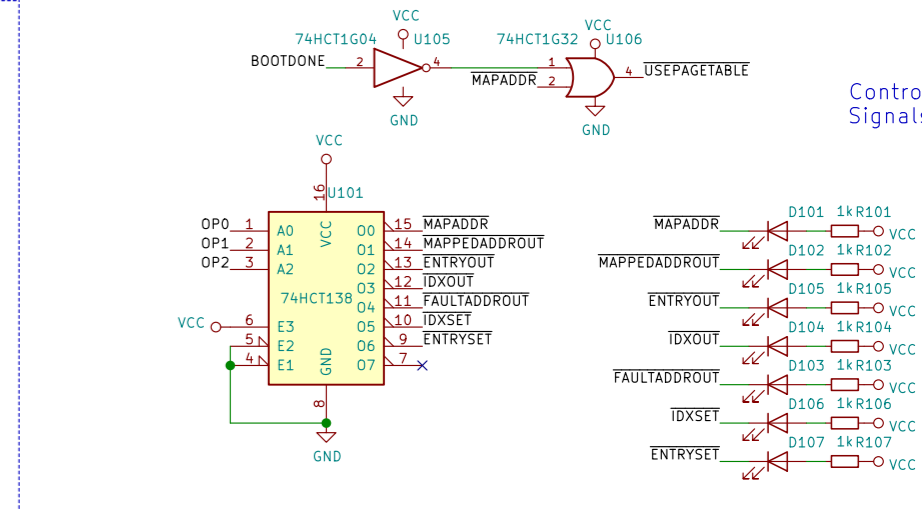 VCC
74HCT1G04 U105
BOOTDONE 2 4
GND
VCC
74HCT1G32 U106
1
MAPADDR 2
4 USEPAGETABLE
GND
Contro
Signals
VCC
16 U101
OP0 1 A0 VCC O0 15 MAPADDR
OP1 2 A1 O1 14 MAPPEDADDROUT
OP2 3 A2 O2 13 ENTRYOUT
O3 12 IDXOUT
74HCT138 O4 11 FAULTADDROUT
VCC 6 E3 O5 10 IDXSET
5 E2 O6 9 ENTRYSET
4 E1 GND O7 7
8
GND
MAPADDR D101 1k R101 VCC
MAPPEDADDROUT D102 1k R102 VCC
ENTRYOUT D105 1k R105 VCC
IDXOUT D104 1k R104 VCC
FAULTADDROUT D103 1k R103 VCC
IDXSET D106 1k R106 VCC
ENTRYSET D107 1k R107 VCC